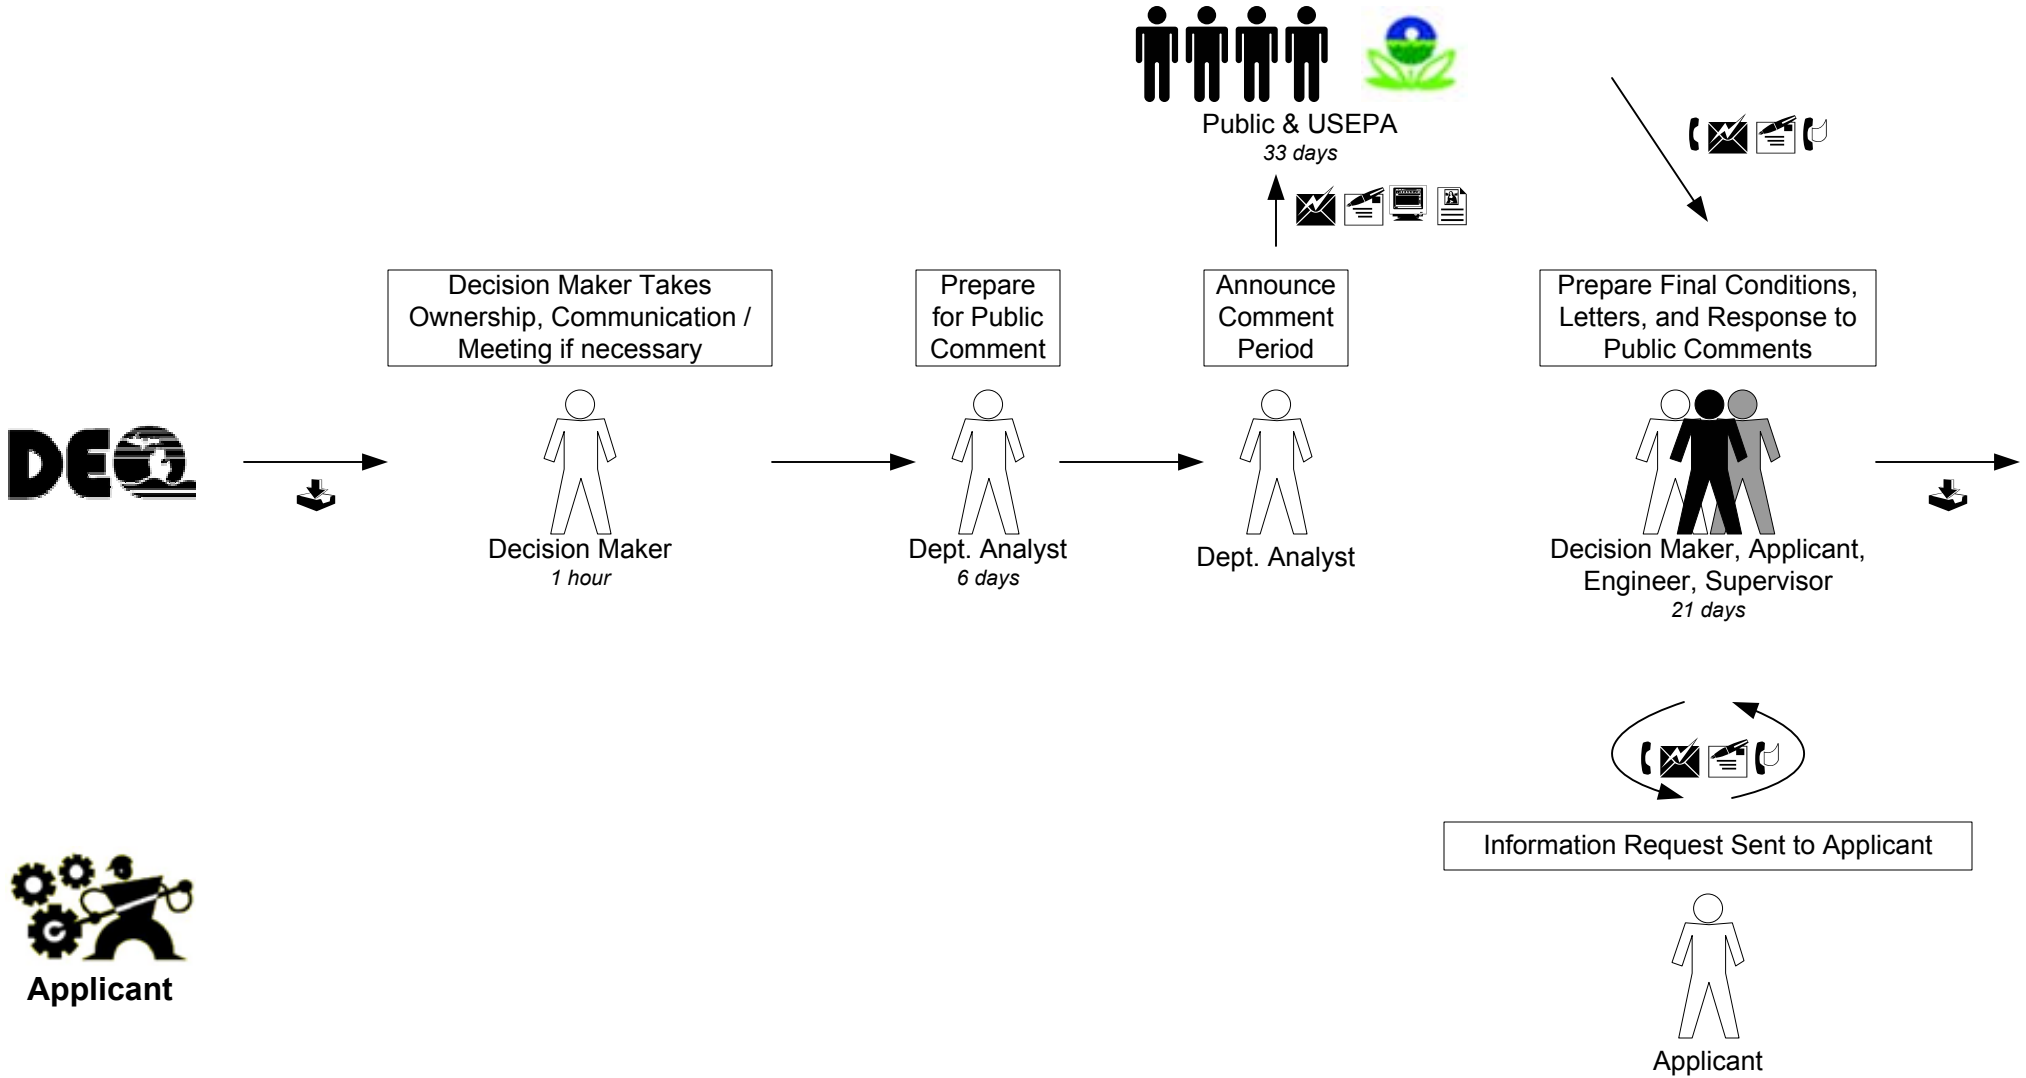 Public & USEPA
33 days
Decision Maker Takes
Ownership, Communication /
Meeting if necessary
Prepare
for Public
Comment
Announce
Comment
Period
Prepare Final Conditions,
Letters, and Response to
Public Comments
DEQ
Decision Maker
1 hour
Dept. Analyst
6 days
Dept. Analyst
Decision Maker, Applicant,
Engineer, Supervisor
21 days
Information Request Sent to Applicant
Applicant
Applicant